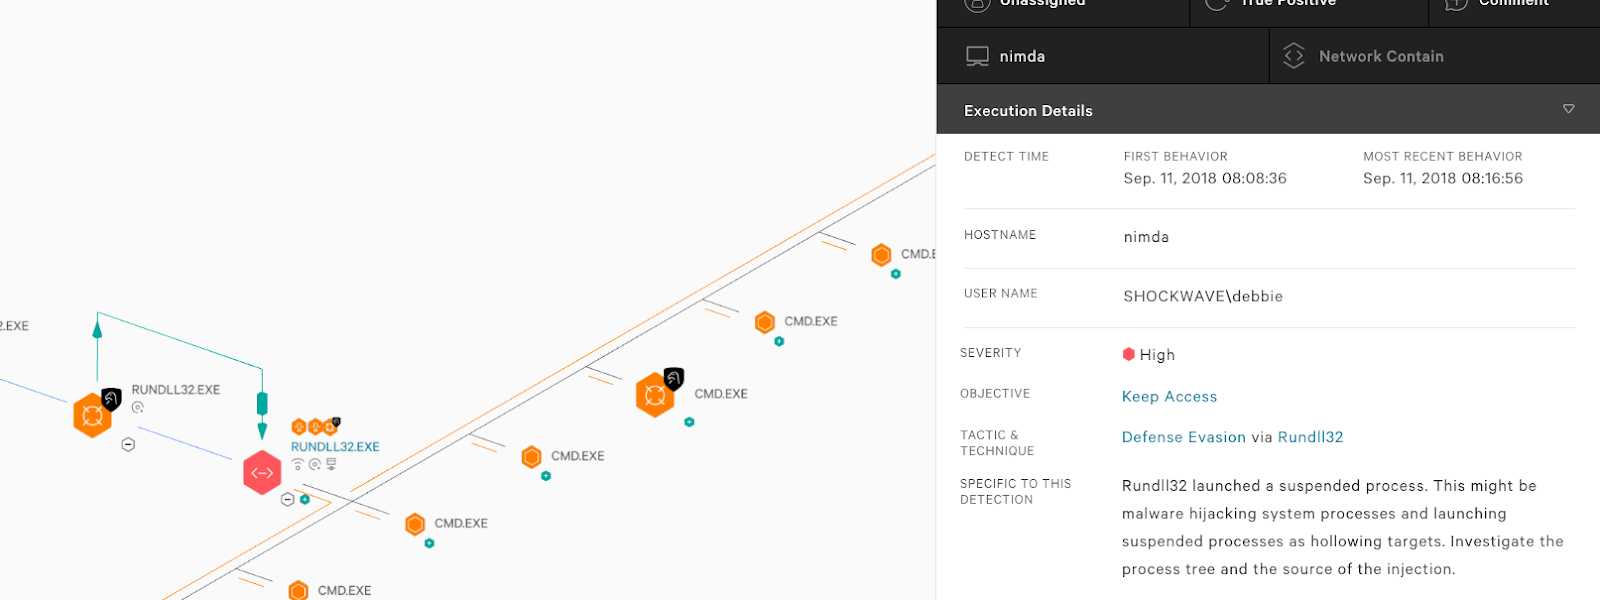 Unassigned
True Positive
Comment
nimda
Network Contain
Execution Details
DETECT TIME
FIRST BEHAVIOR
Sep. 11, 2018 08:08:36
MOST RECENT BEHAVIOR
Sep. 11, 2018 08:16:56
HOSTNAME
nimda
USER NAME
SHOCKWAVE\debbie
SEVERITY
High
OBJECTIVE
Keep Access
TACTIC &
TECHNIQUE
Defense Evasion via Rundll32
SPECIFIC TO THIS
DETECTION
Rundll32 launched a suspended process. This might be
malware hijacking system processes and launching
suspended processes as hollowing targets. Investigate the
process tree and the source of the injection.
2.EXE
RUNDLL32.EXE
RUNDLL32.EXE
CMD.E
CMD.EXE
CMD.EXE
CMD.EXE
CMD.EXE
CMD.EXE